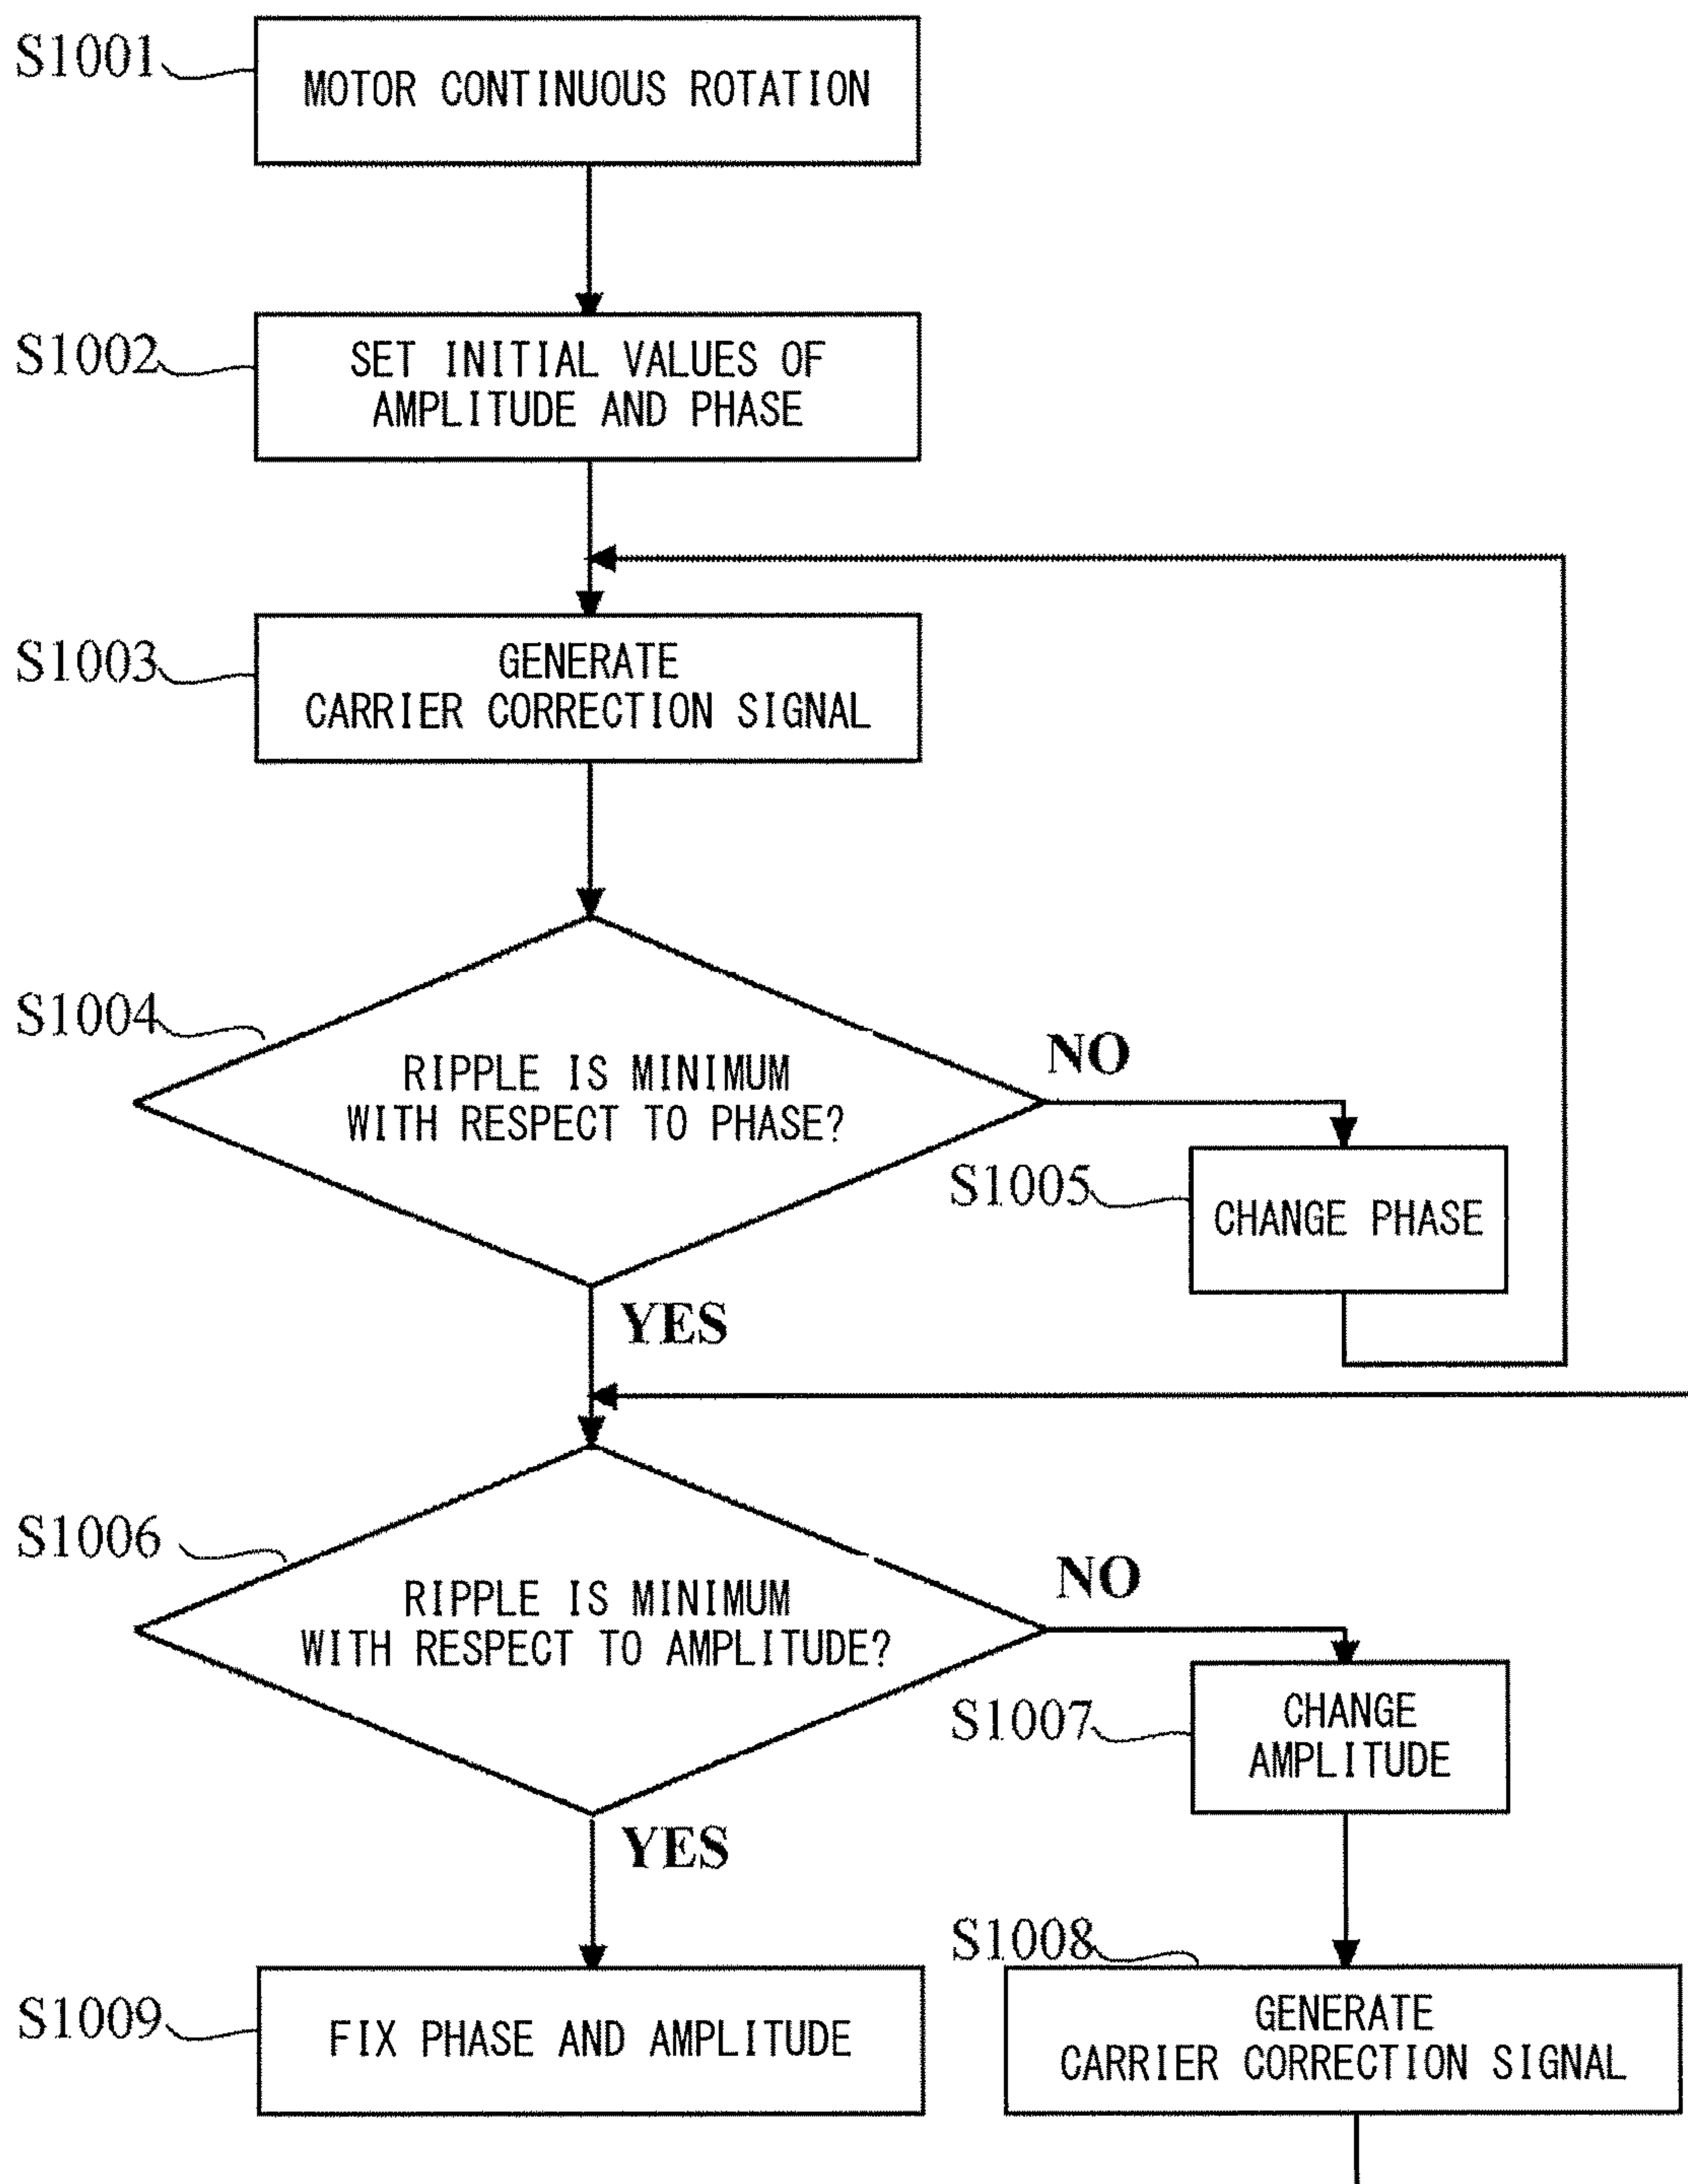 S1001
MOTOR CONTINUOUS ROTATION
S1002
SET INITIAL VALUES OF
AMPLITUDE AND PHASE
S1003
GENERATE
CARRIER CORRECTION SIGNAL
S1004
RIPPLE IS MINIMUM
WITH RESPECT TO PHASE?
NO
S1005
CHANGE PHASE
YES
S1006
RIPPLE IS MINIMUM
WITH RESPECT TO AMPLITUDE?
NO
S1007
CHANGE
AMPLITUDE
YES
S1008
GENERATE
CARRIER CORRECTION SIGNAL
S1009
FIX PHASE AND AMPLITUDE